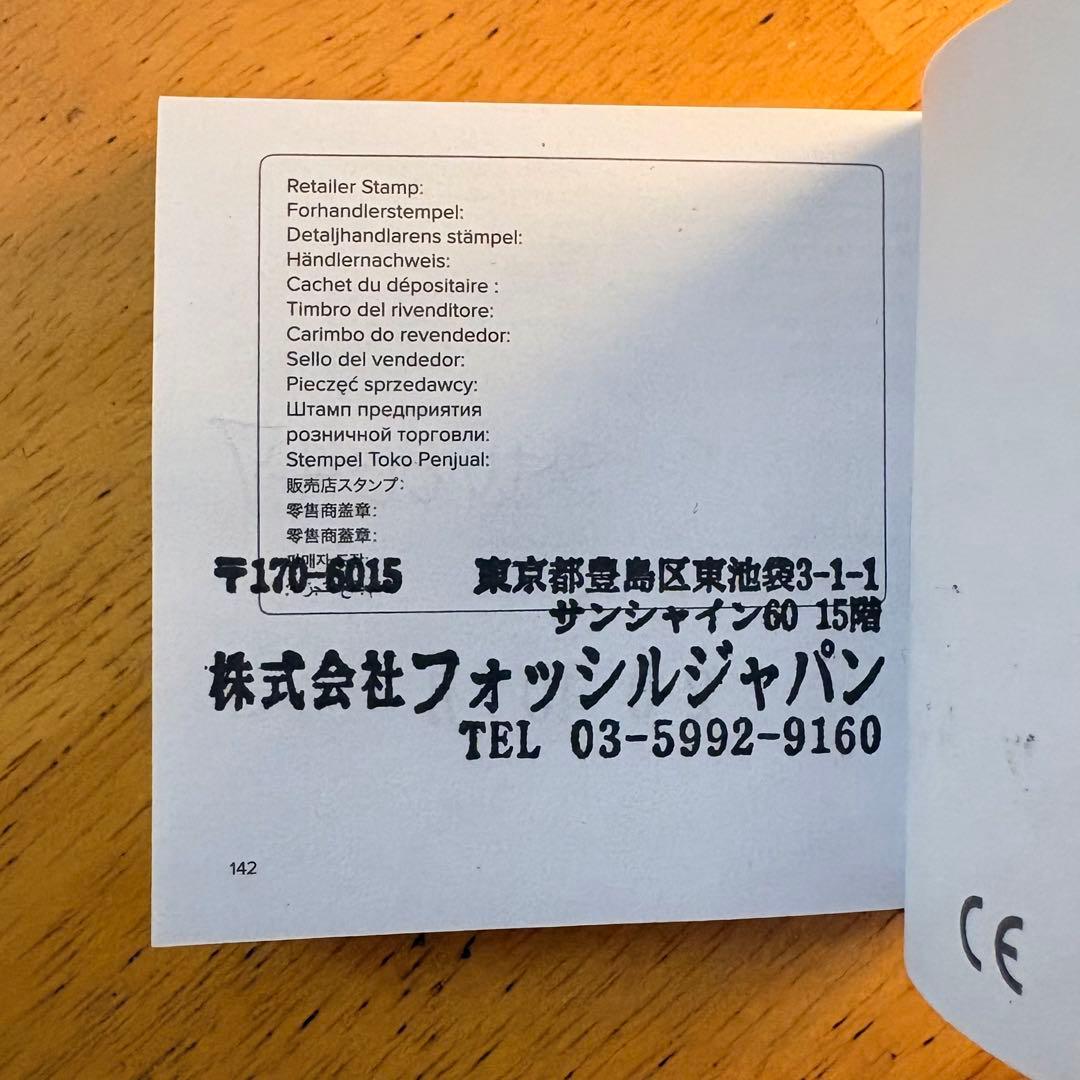 Retailer Stamp:
Forhandlerstempel:
Detaljhandlarens stämpel:
Händlernachweis:
Cachet du dépositaire :
Timbro del rivenditore:
Carimbo do revendedor:
Sello del vendedor:
Pieczęć sprzedawcy:
Штамп предприятия
розничной торговли:
Stempel Toko Penjual:
販売店スタンプ:
零售商盖章:
零售商蓋章:
〒170-6015 東京都豊島区東池袋3-1-1
サンシャイン60 15階
株式会社フォッシルジャパン
TEL 03-5992-9160
142
CE